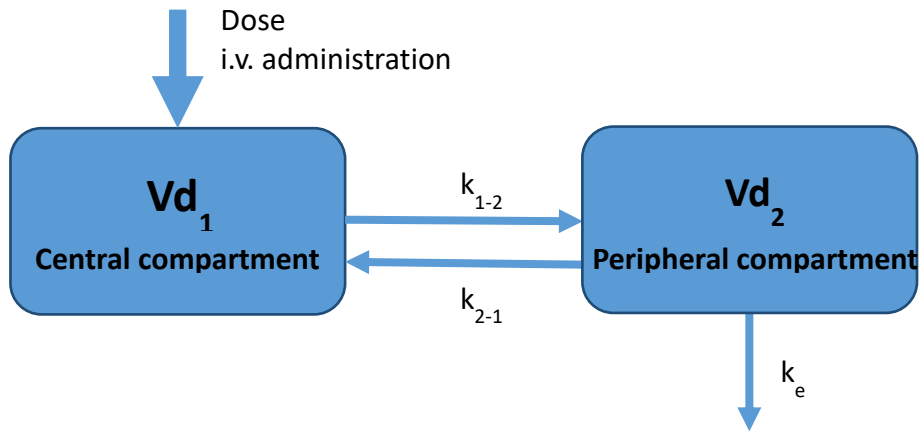 Dose
i.v. administration
Vd₁
Central compartment
k₁₋₂
k₂₋₁
Vd₂
Peripheral compartment
kₑ